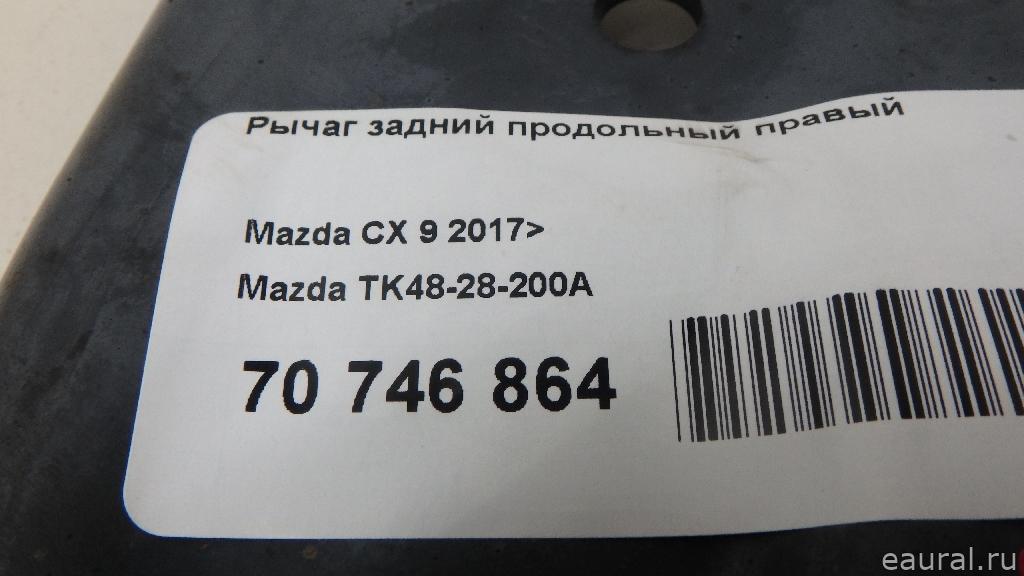 Рычаг задний продольный правый
Mazda CX 9 2017>
Mazda TK48-28-200A
70 746 864
eaural.ru